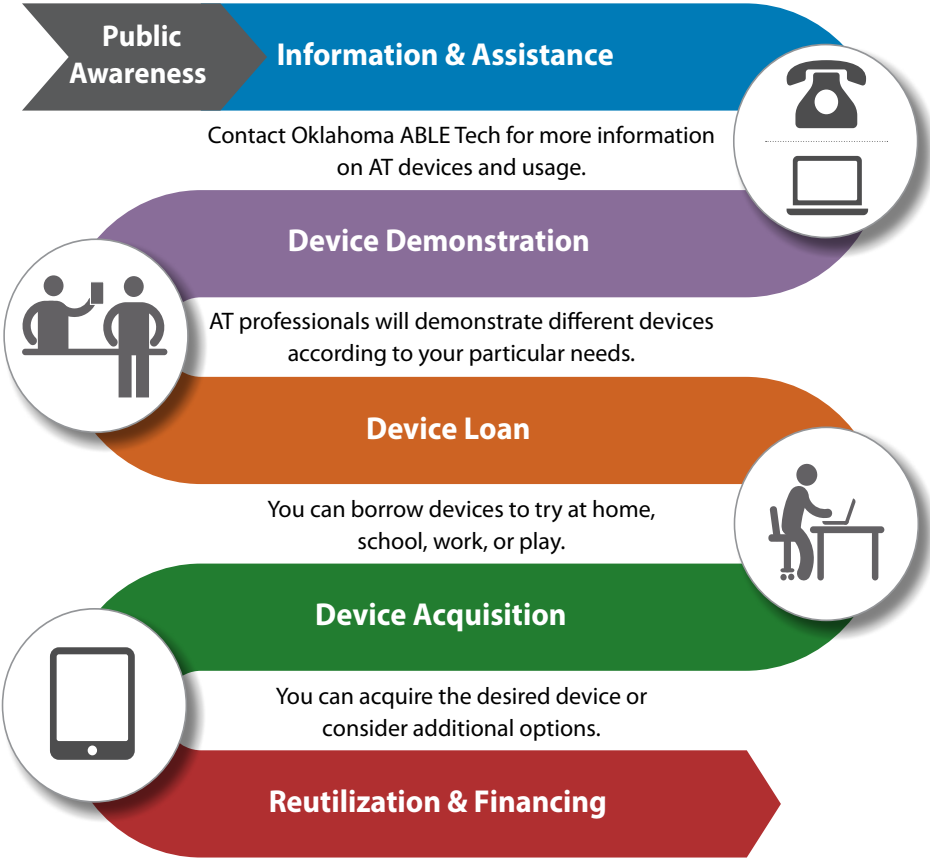 Public
Awareness
Information & Assistance
Contact Oklahoma ABLE Tech for more information
on AT devices and usage.
Device Demonstration
AT professionals will demonstrate different devices
according to your particular needs.
Device Loan
You can borrow devices to try at home,
school, work, or play.
Device Acquisition
You can acquire the desired device or
consider additional options.
Reutilization & Financing